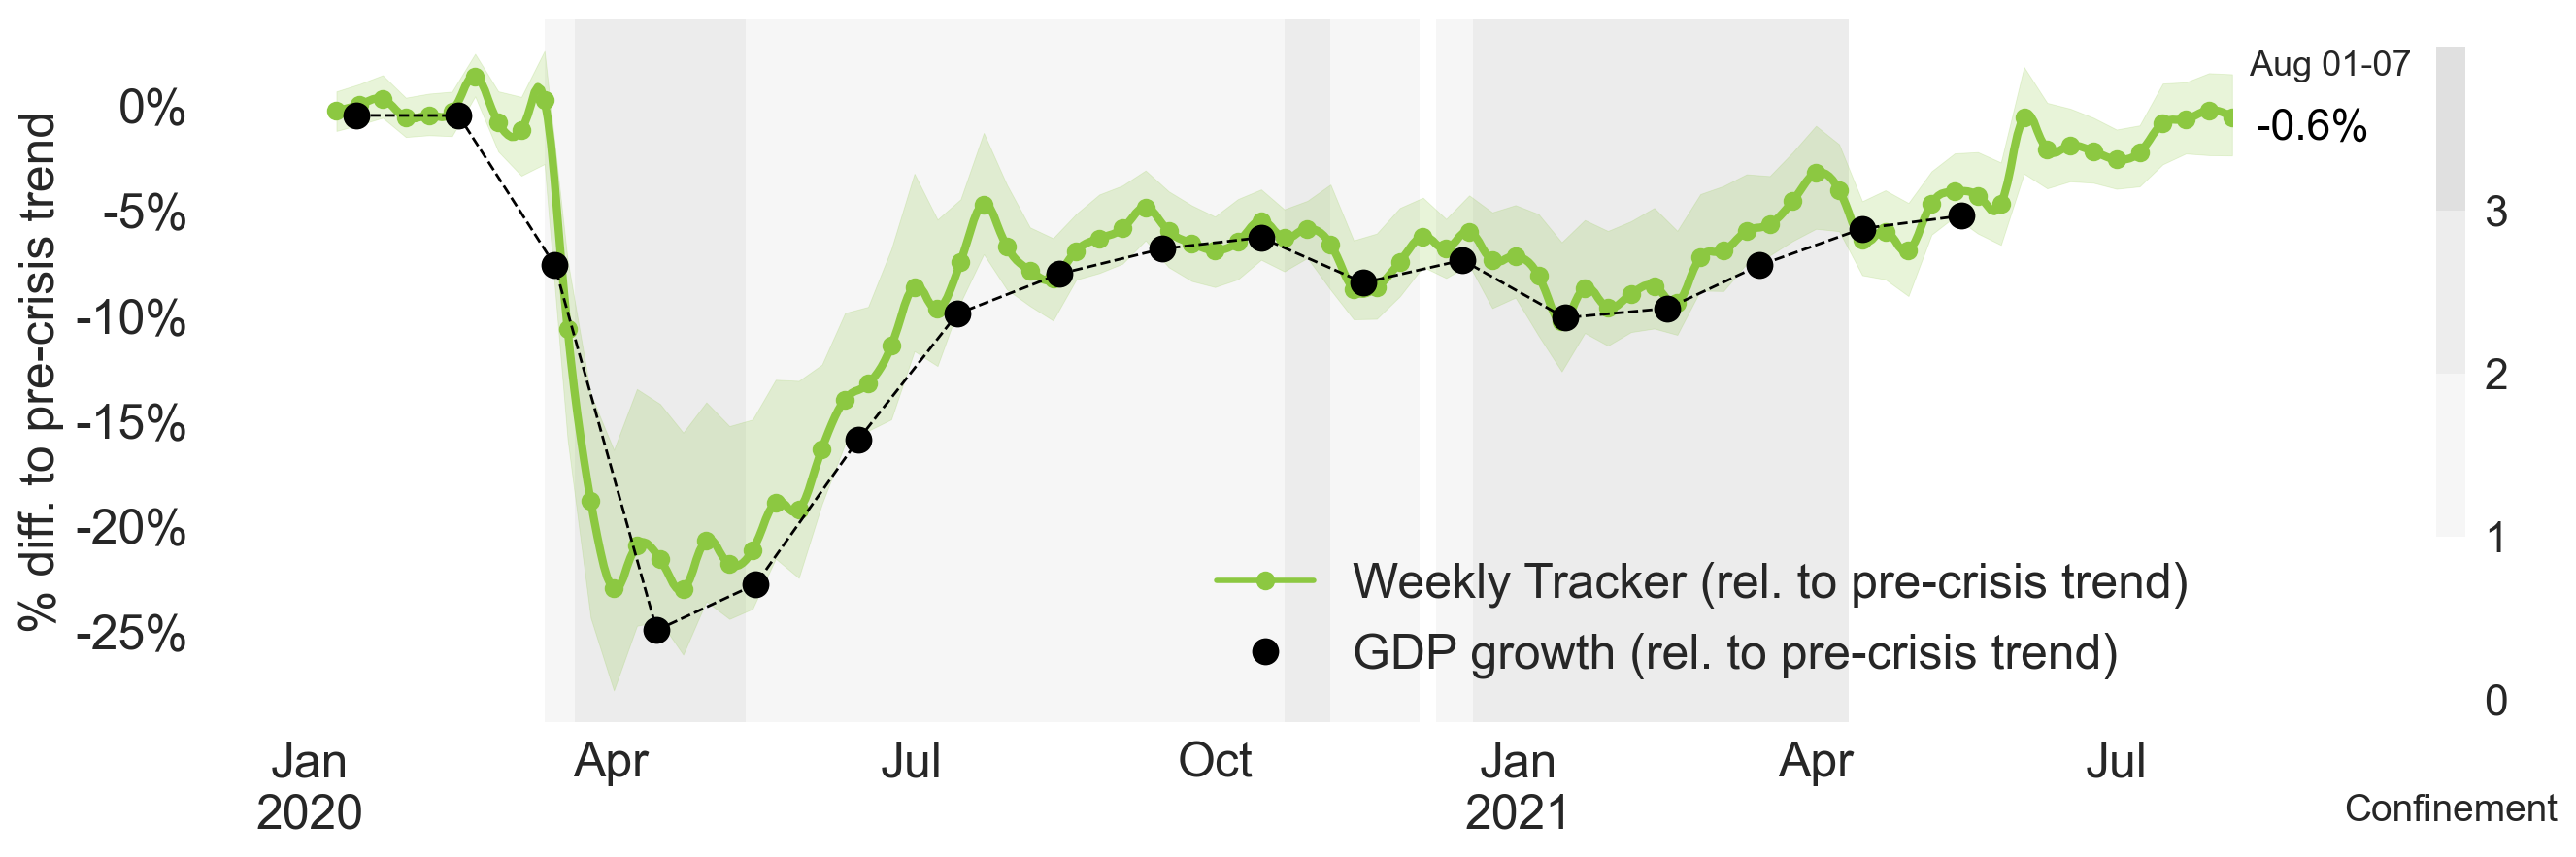 % diff. to pre-crisis trend
0%
-5%
-10%
-15%
-20%
-25%
Aug 01-07
-0.6%
3
2
1
0
Weekly Tracker (rel. to pre-crisis trend)
GDP growth (rel. to pre-crisis trend)
Jan Apr Jul Oct Jan Apr Jul
2020 2021
Confinement